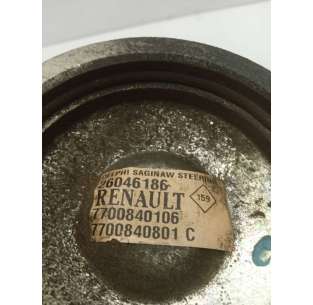 DELPHI SAGINAW STEERING
26046186
RENAULT
159
7700840106
7700840801 C